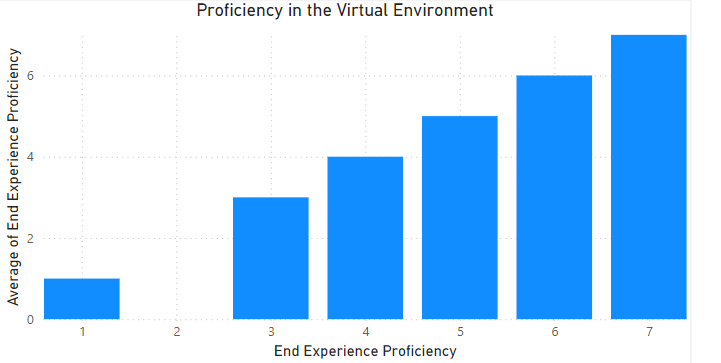 Proficiency in the Virtual Environment
Average of End Experience Proficiency
6
4
2
0
1 2 3 4 5 6 7
End Experience Proficiency